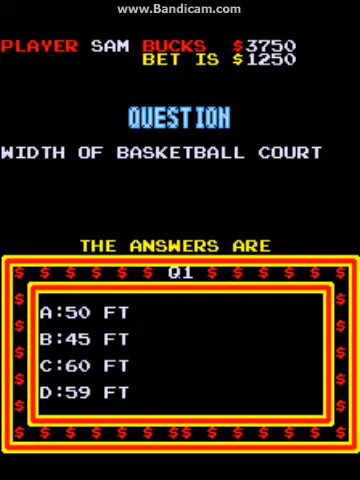 www.Bandicam.com
PLAYER SAM BUCKS $3750
BET IS $1250
QUESTION
WIDTH OF BASKETBALL COURT
THE ANSWERS ARE
$ $ $ $ $ $ Q1 $ $ $ $ $ $
A:50 FT
B:45 FT
C:60 FT
D:59 FT
$ $ $ $ $ $ $$ $ $ $ $ $ $